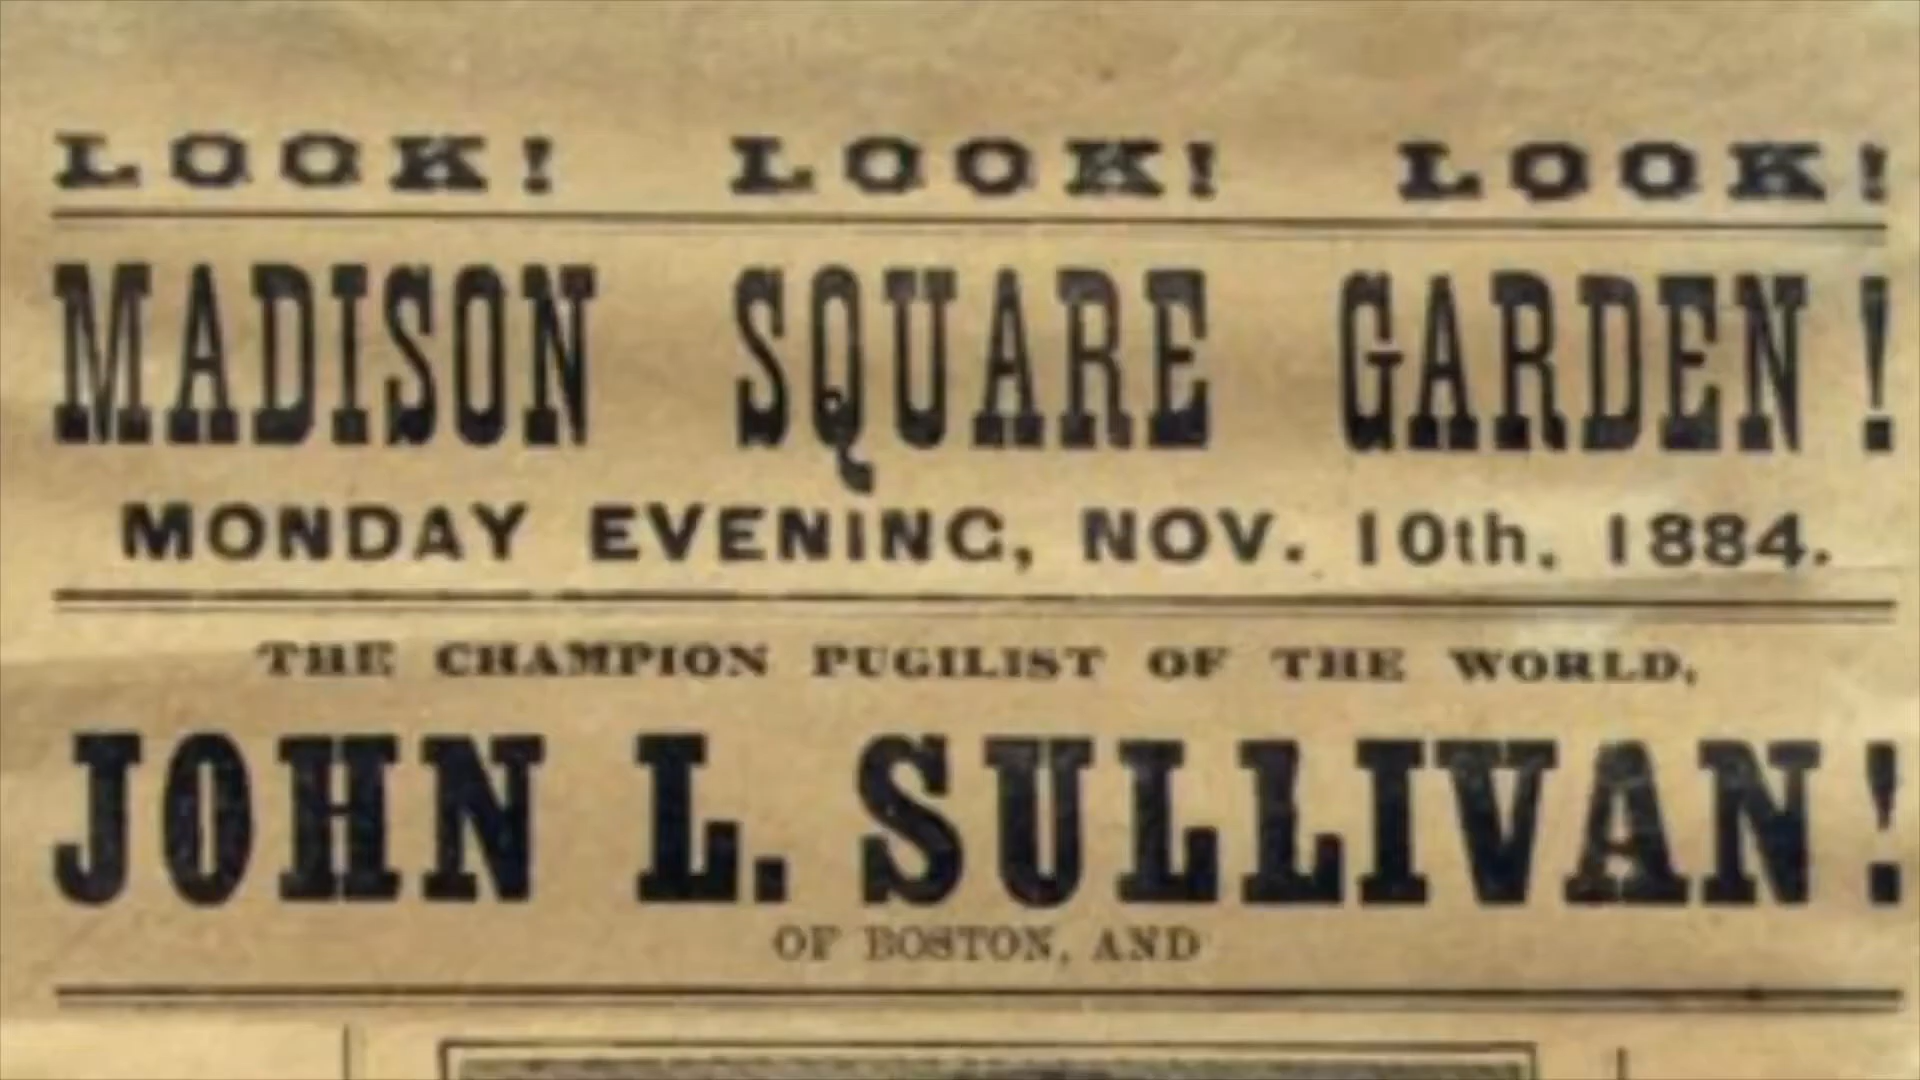 LOOK! LOOK! LOOK!
MADISON SQUARE GARDEN!
MONDAY EVENING, NOV. 10th, 1884.
THE CHAMPION PUGILIST OF THE WORLD,
JOHN L. SULLIVAN!
OF BOSTON, AND